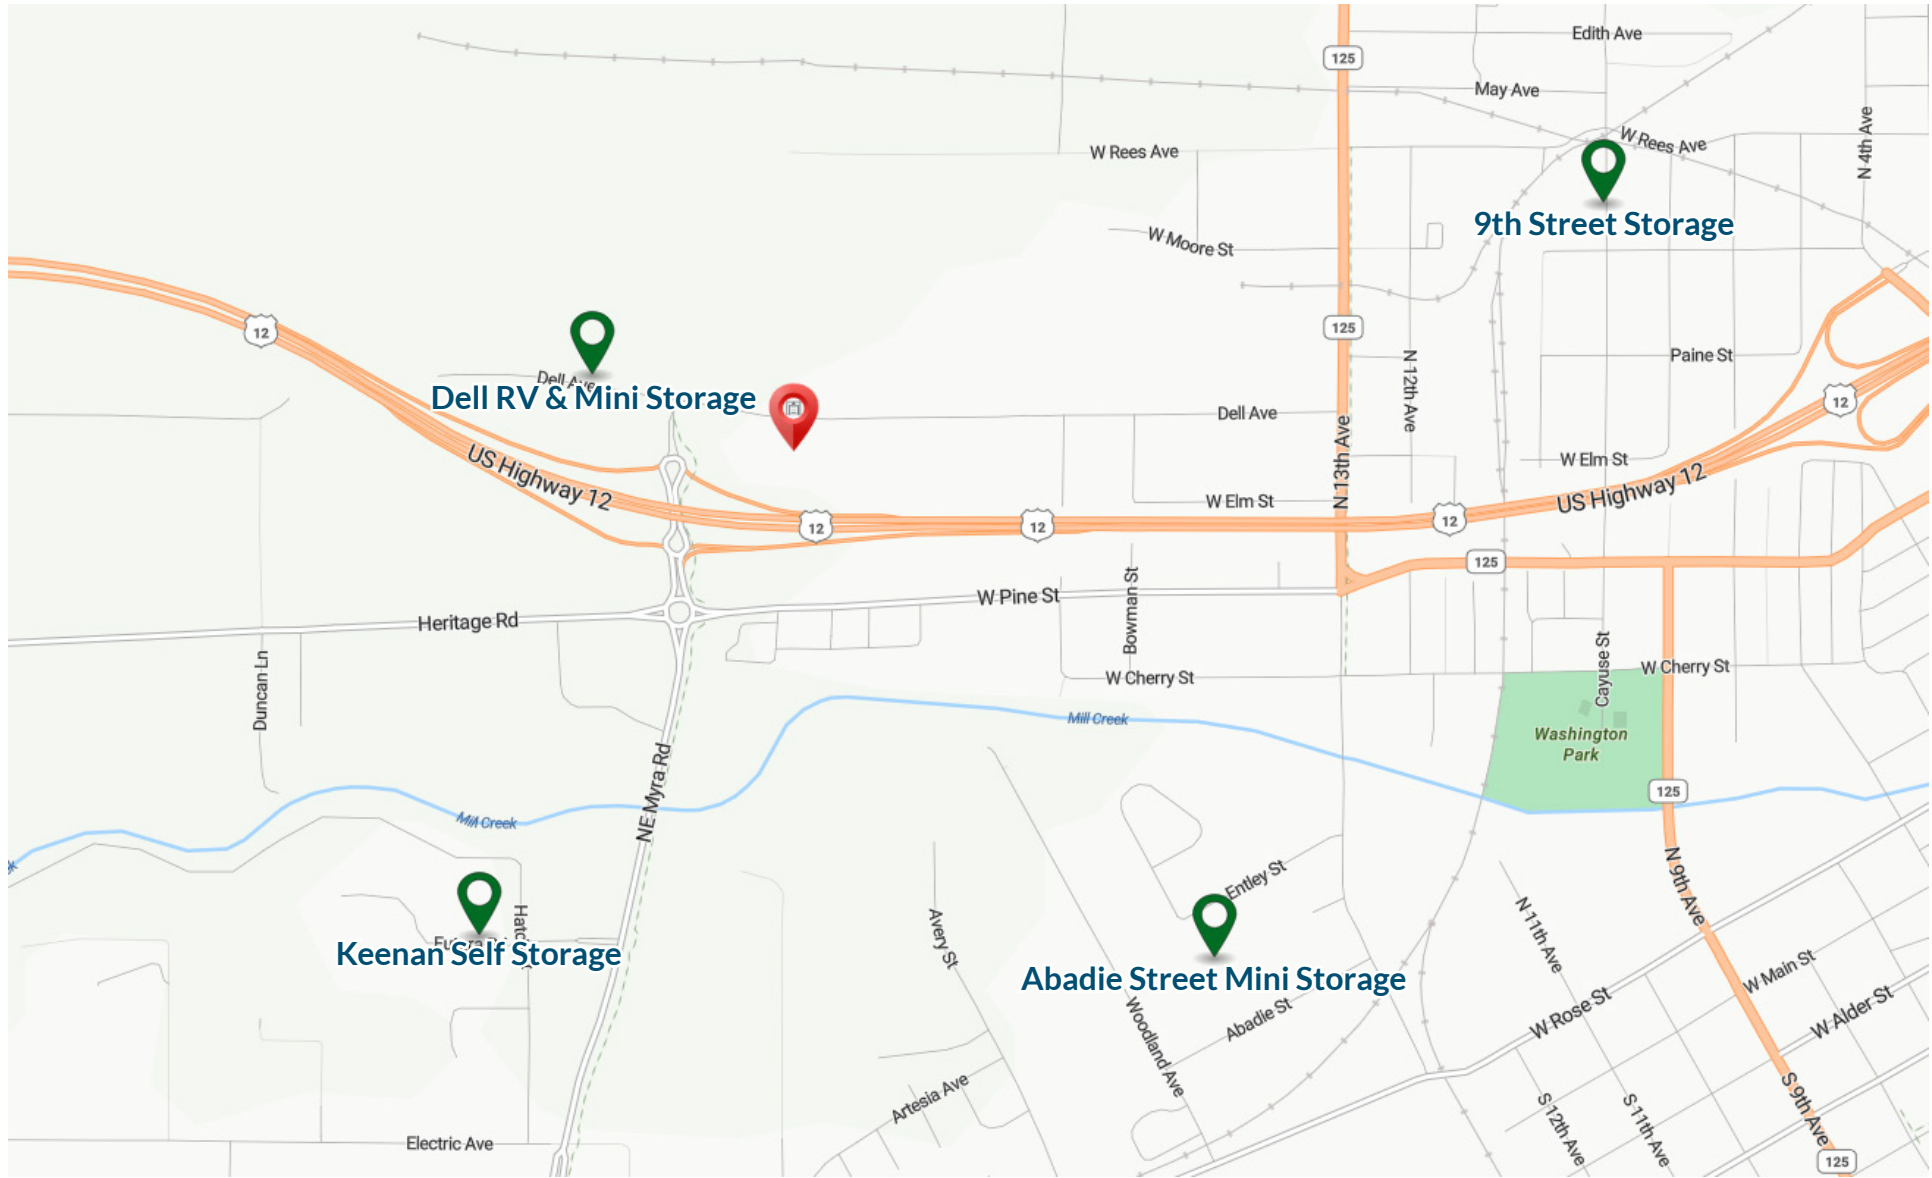 Edith Ave
125
May Ave
W Rees Ave
N 4th Ave
W Rees Ave
9th Street Storage
W Moore St
12
125
Paine St
N 12th Ave
Dell Ave
Dell RV & Mini Storage
12
Dell Ave
N 13th Ave
US Highway 12
W Elm St
US Highway 12
W Elm St
12
12
12
125
Bowman St
W Pine St
Heritage Rd
Cayuse St
W Cherry St
Duncan Ln
W Cherry St
Mill Creek
Washington
Park
NE Myra Rd
125
Mill Creek
N 9th Ave
Entley St
Avery St
N 11th Ave
Keenan Self Storage
Abadie Street Mini Storage
W Main St
W Rose St
W Alder St
Abadie St
Woodland Ave
Artesia Ave
S 9th Ave
S 12th Ave
S 11th Ave
Electric Ave
125